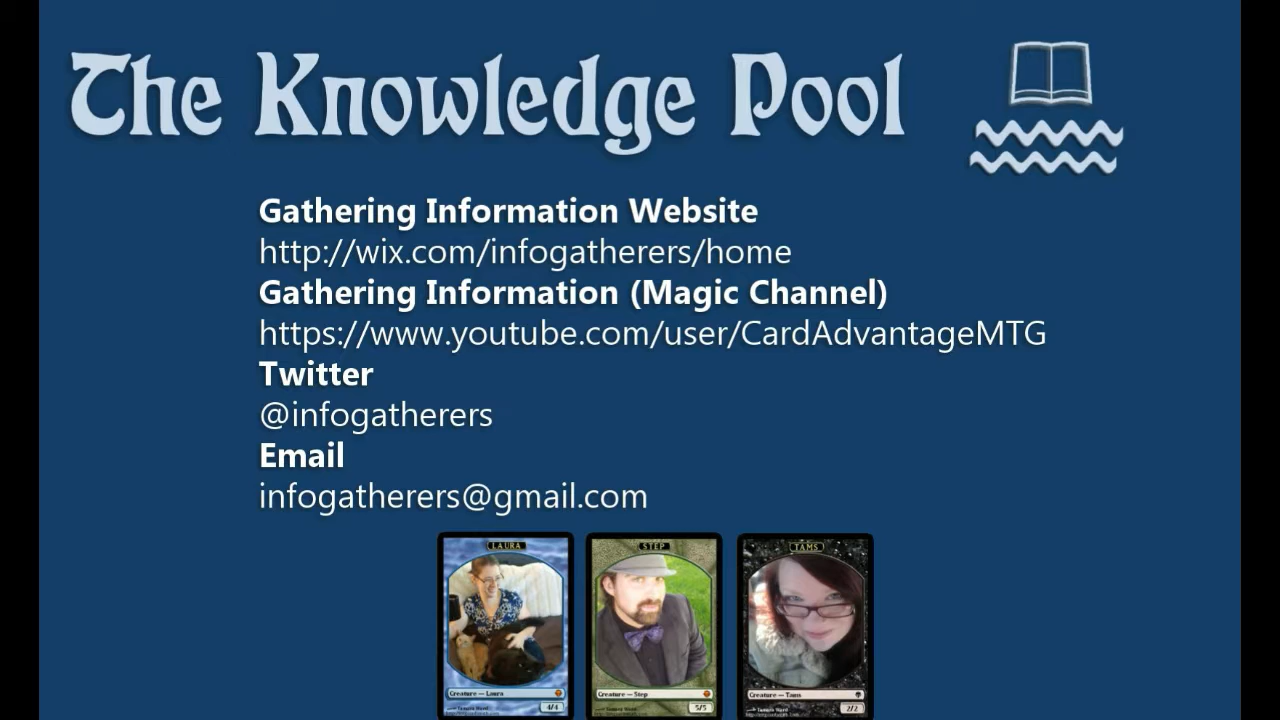 The Knowledge Pool
Gathering Information Website
http://wix.com/infogatherers/home
Gathering Information (Magic Channel)
https://www.youtube.com/user/CardAdvantageMTG
Twitter
@infogatherers
Email
infogatherers@gmail.com
LAURA
STEP
TAMS
Creature — Laura
Creature — Step
Creature — Tams
4/4
5/5
2/2